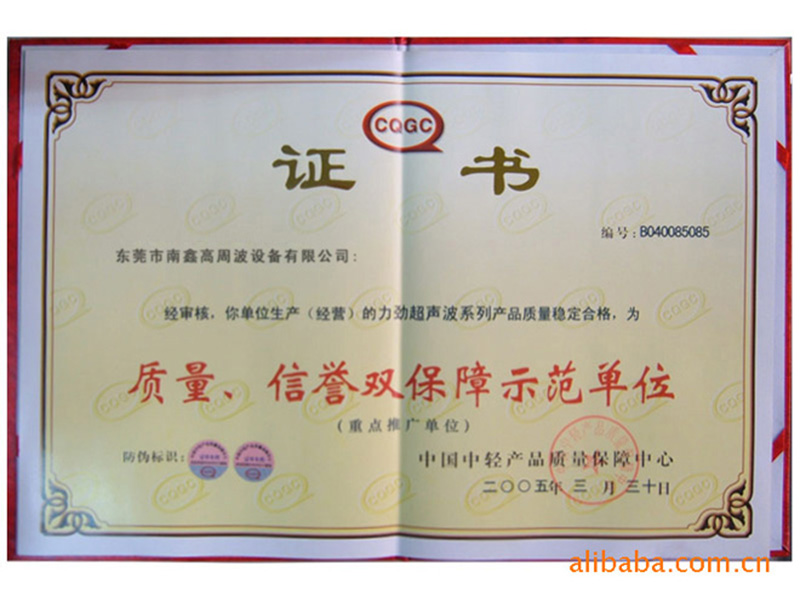 CQGC
证书
编号:B040085085
东莞市南鑫高周波设备有限公司:
经审核,你单位生产(经营)的力劲超声波系列产品质量稳定合格,为
质量、信誉双保障示范单位
(重点推广单位)
防伪标识:
中国中轻产品质量保障中心
二〇〇五年 三 月 三十日
alibaba.com.cn